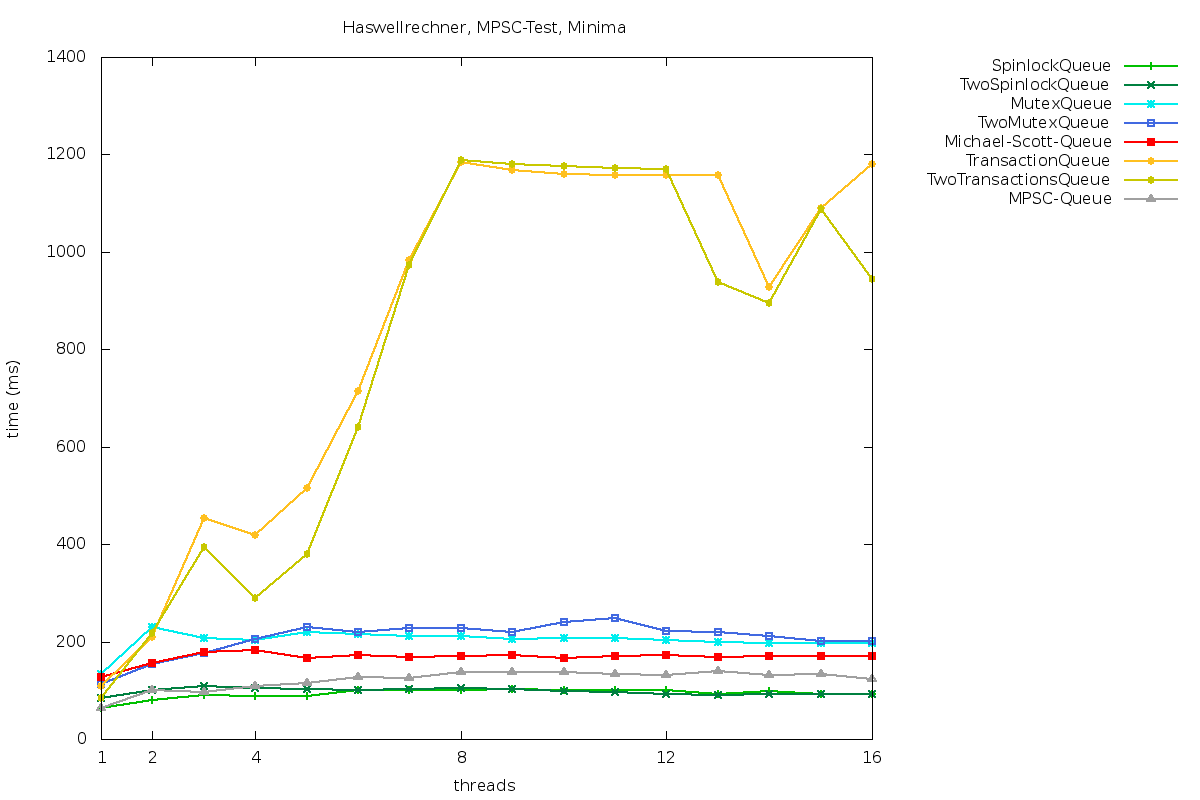 Haswellrechner, MPSC-Test, Minima
1400
1200
1000
800
600
400
200
0
time (ms)
1 2 4 8 12 16
threads
SpinlockQueue
TwoSpinlockQueue
MutexQueue
TwoMutexQueue
Michael-Scott-Queue
TransactionQueue
TwoTransactionsQueue
MPSC-Queue